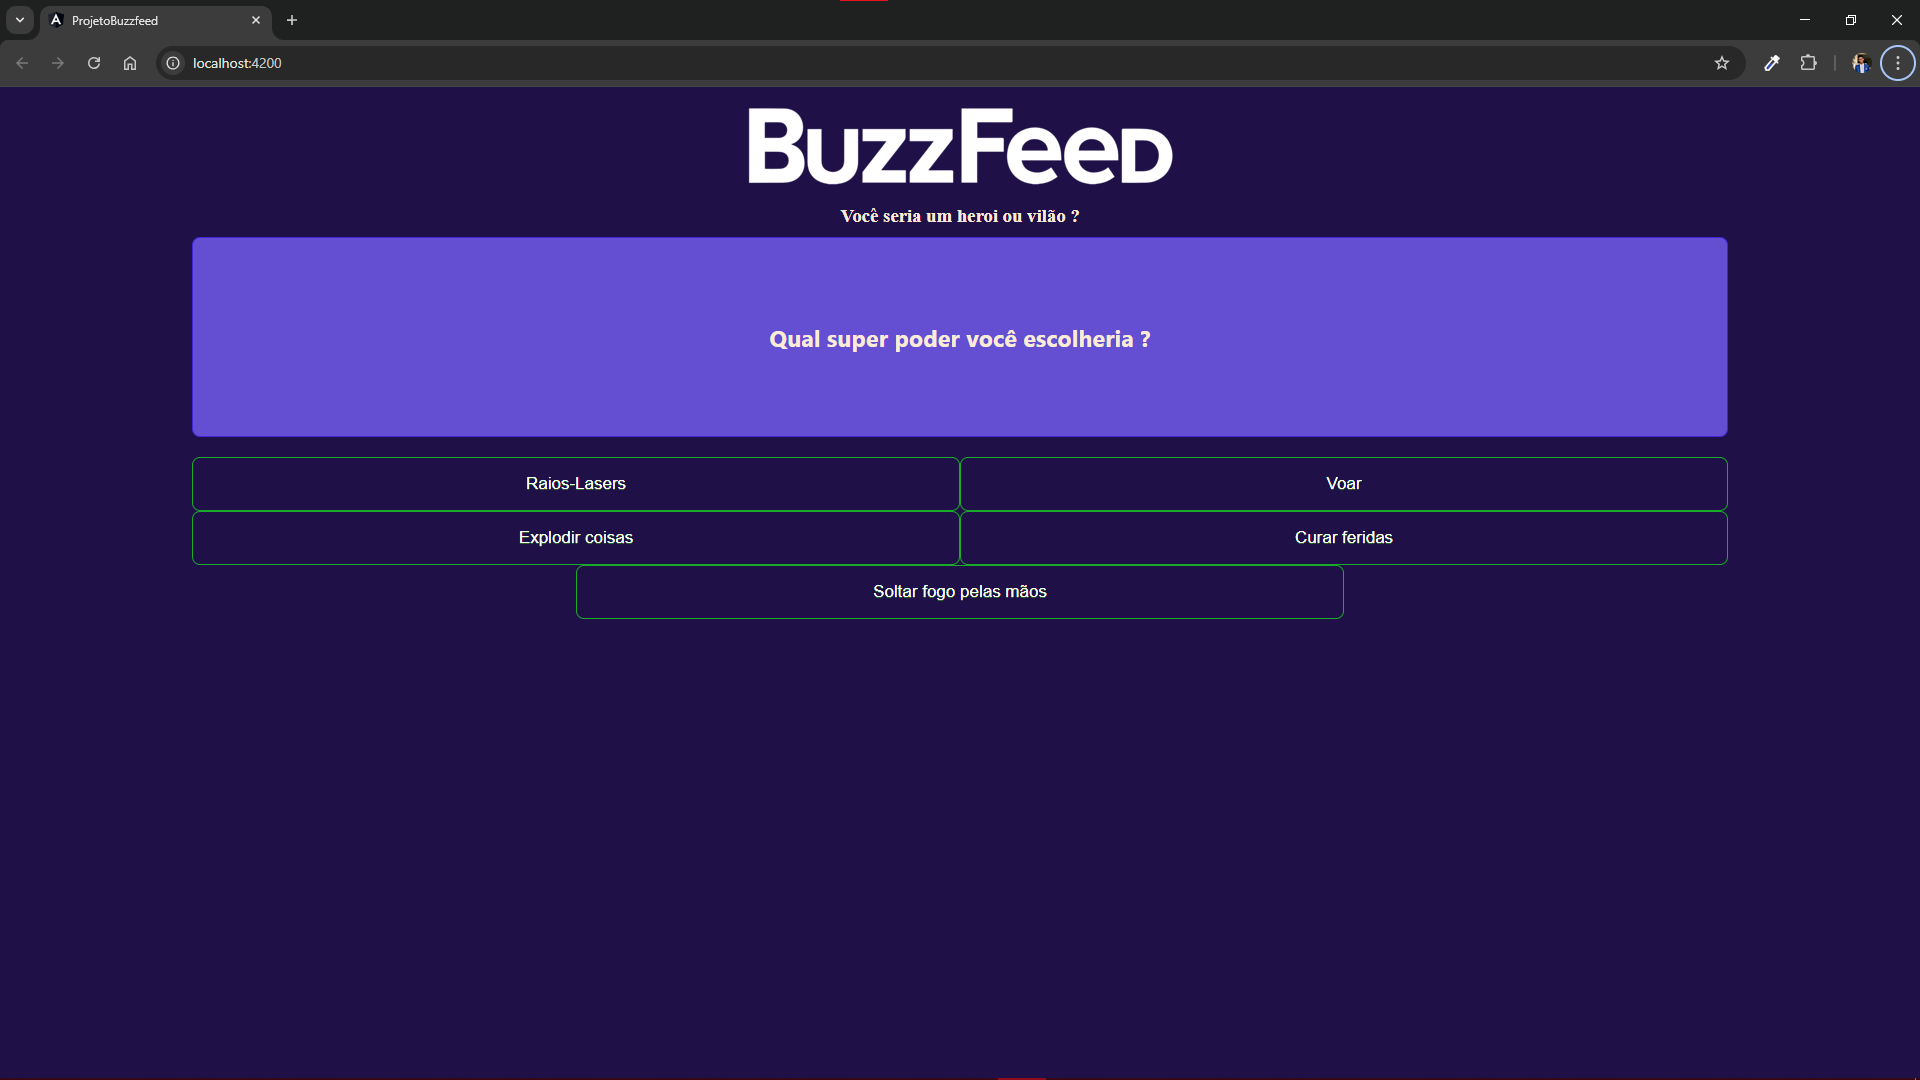 ProjetoBuzzfeed
localhost:4200
BuzzFeed
Você seria um heroi ou vilão ?
Qual super poder você escolheria ?
Raios-Lasers
Voar
Explodir coisas
Curar feridas
Soltar fogo pelas mãos